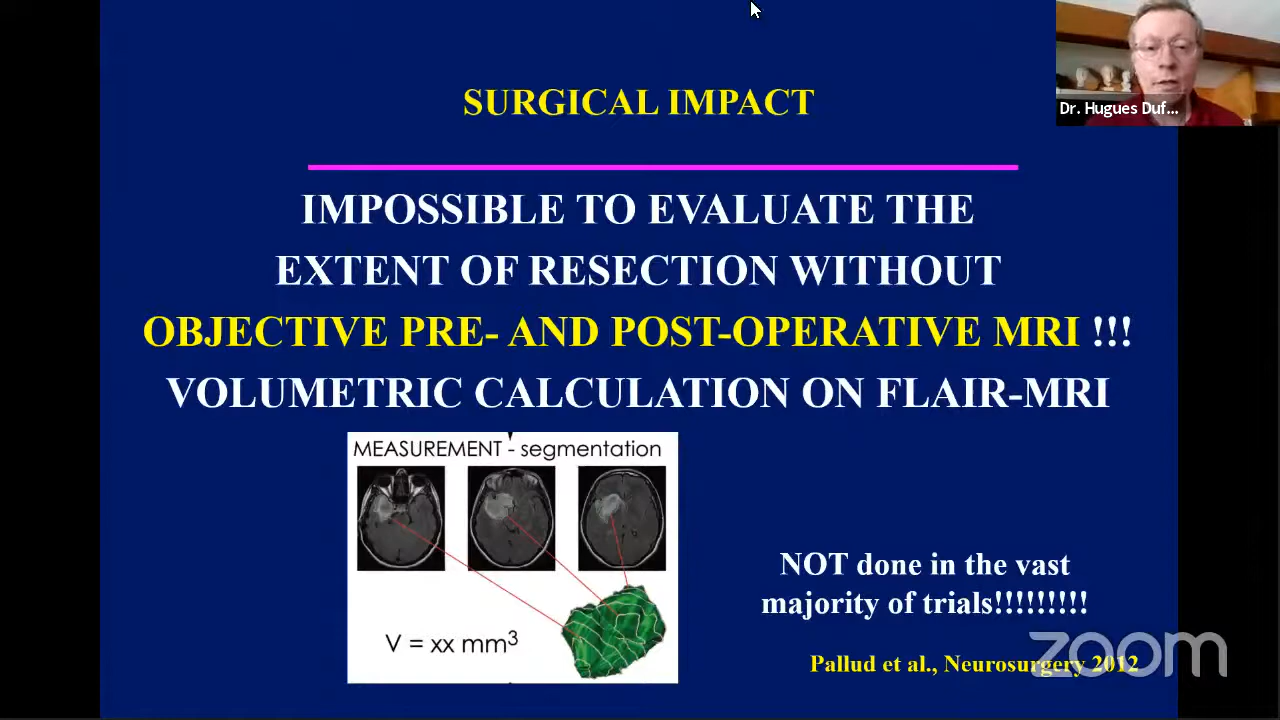 SURGICAL IMPACT
Dr. Hugues Duf...
IMPOSSIBLE TO EVALUATE THE
EXTENT OF RESECTION WITHOUT
OBJECTIVE PRE- AND POST-OPERATIVE MRI !!!
VOLUMETRIC CALCULATION ON FLAIR-MRI
MEASUREMENT - segmentation
V = xx mm³
NOT done in the vast
majority of trials!!!!!!!!!
Pallud et al., Neurosurgery 2012
zoom